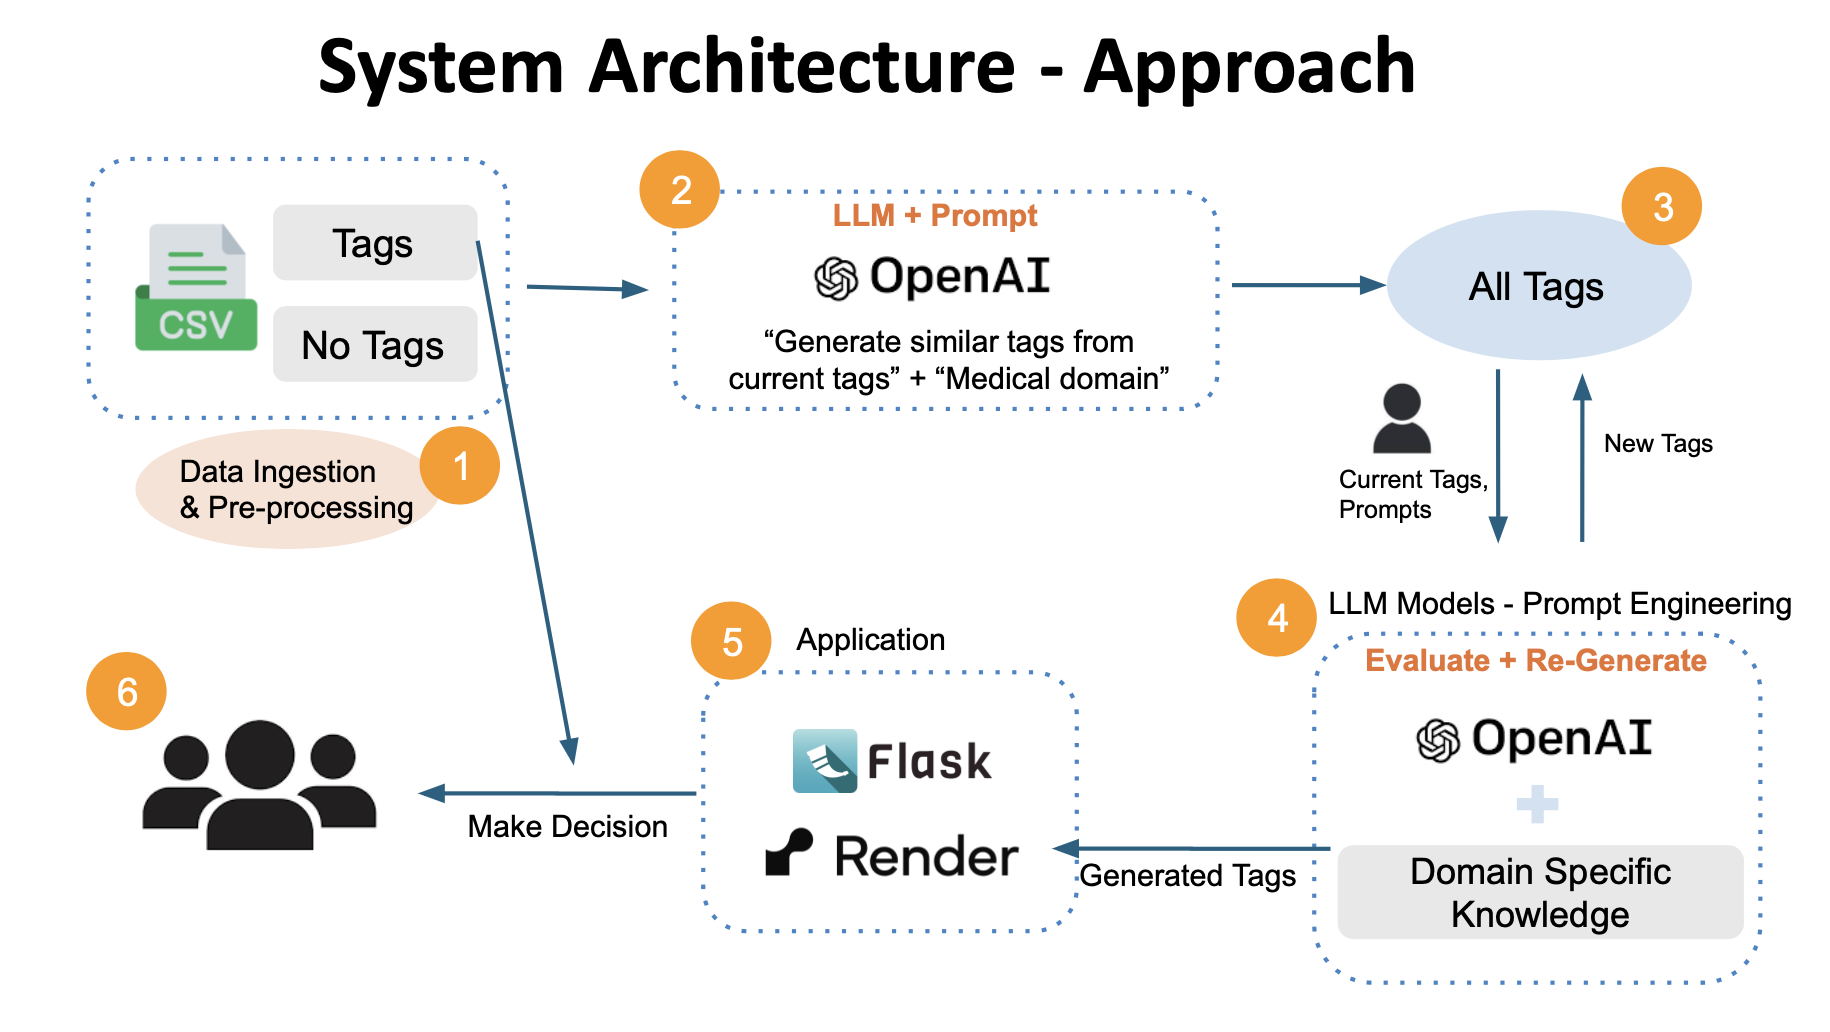 System Architecture - Approach
Tags
No Tags
CSV
Data Ingestion
& Pre-processing
1
2
LLM + Prompt
OpenAI
“Generate similar tags from
current tags” + “Medical domain”
3
All Tags
Current Tags,
Prompts
New Tags
4
LLM Models - Prompt Engineering
Evaluate + Re-Generate
OpenAI
Domain Specific
Knowledge
Generated Tags
5
Application
Flask
Render
Make Decision
6